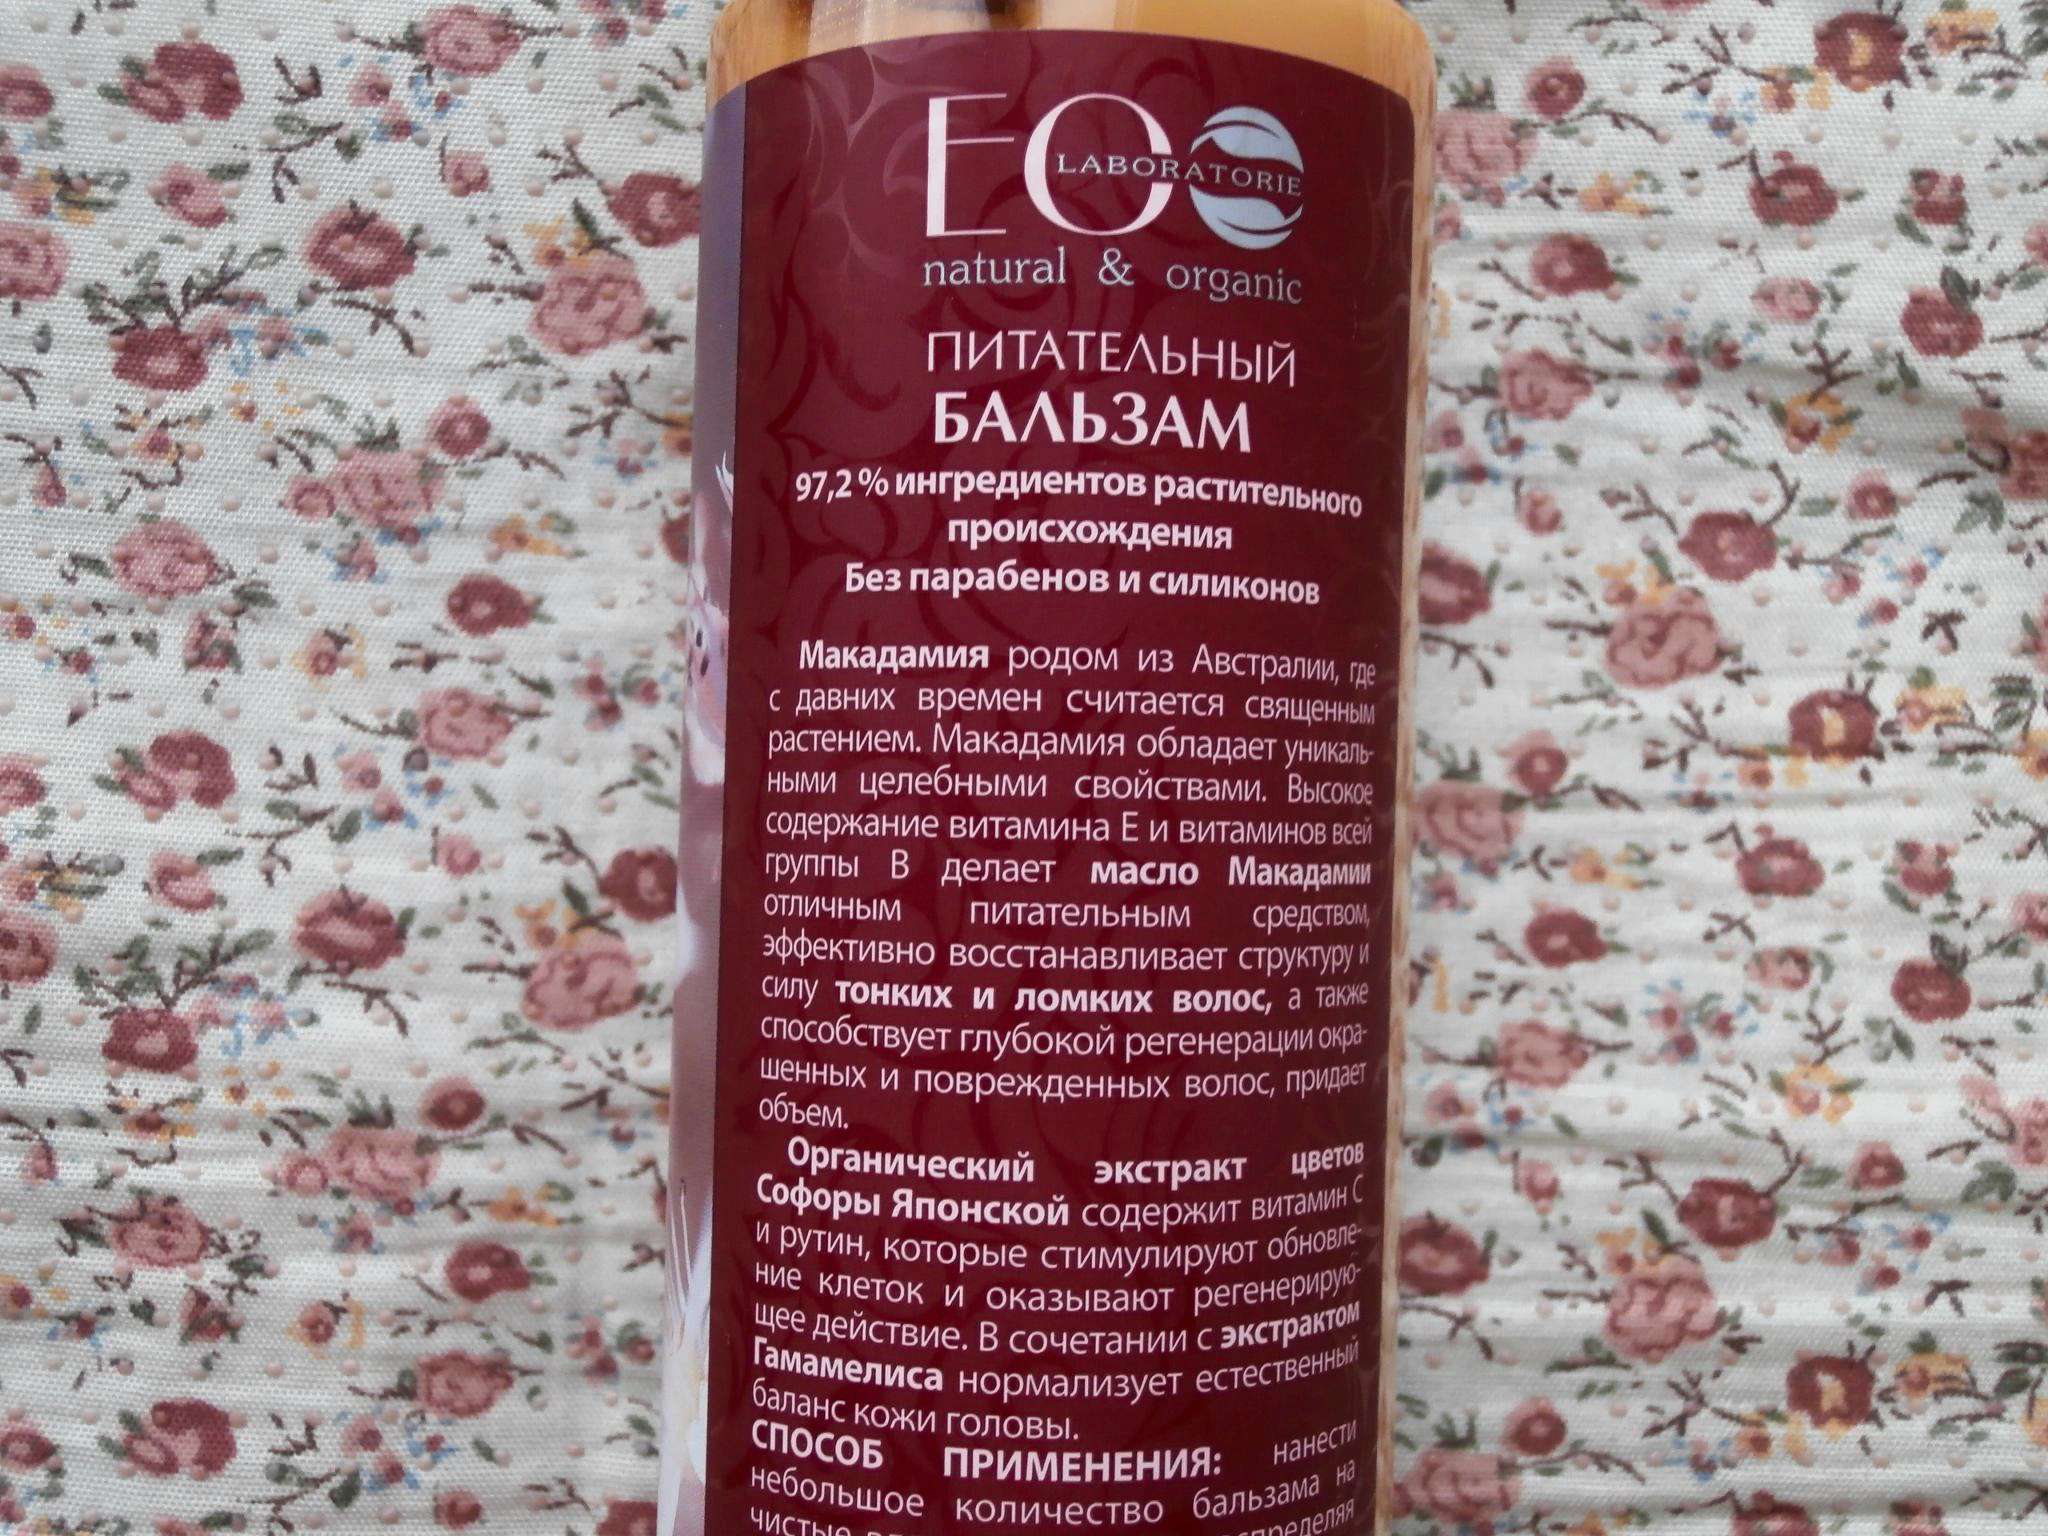 EO
LABORATORIE
natural & organic
ПИТАТЕЛЬНЫЙ
БАЛЬЗАМ
97,2 % ингредиентов растительного
происхождения
Без парабенов и силиконов
Макадамия родом из Австралии, где
с давних времен считается священным
растением. Макадамия обладает уникаль-
ными целебными свойствами. Высокое
содержание витамина Е и витаминов всей
группы В делает масло Макадамии
отличным питательным средством,
эффективно восстанавливает структуру и
силу тонких и ломких волос, а также
способствует глубокой регенерации окра-
шенных и поврежденных волос, придает
объем.
Органический экстракт цветов
Софоры Японской содержит витамин С
и рутин, которые стимулируют обновле-
ние клеток и оказывают регенерирую-
щее действие. В сочетании с экстрактом
Гамамелиса нормализует естественный
баланс кожи головы.
СПОСОБ ПРИМЕНЕНИЯ: нанести
небольшое количество бальзама на
чистые